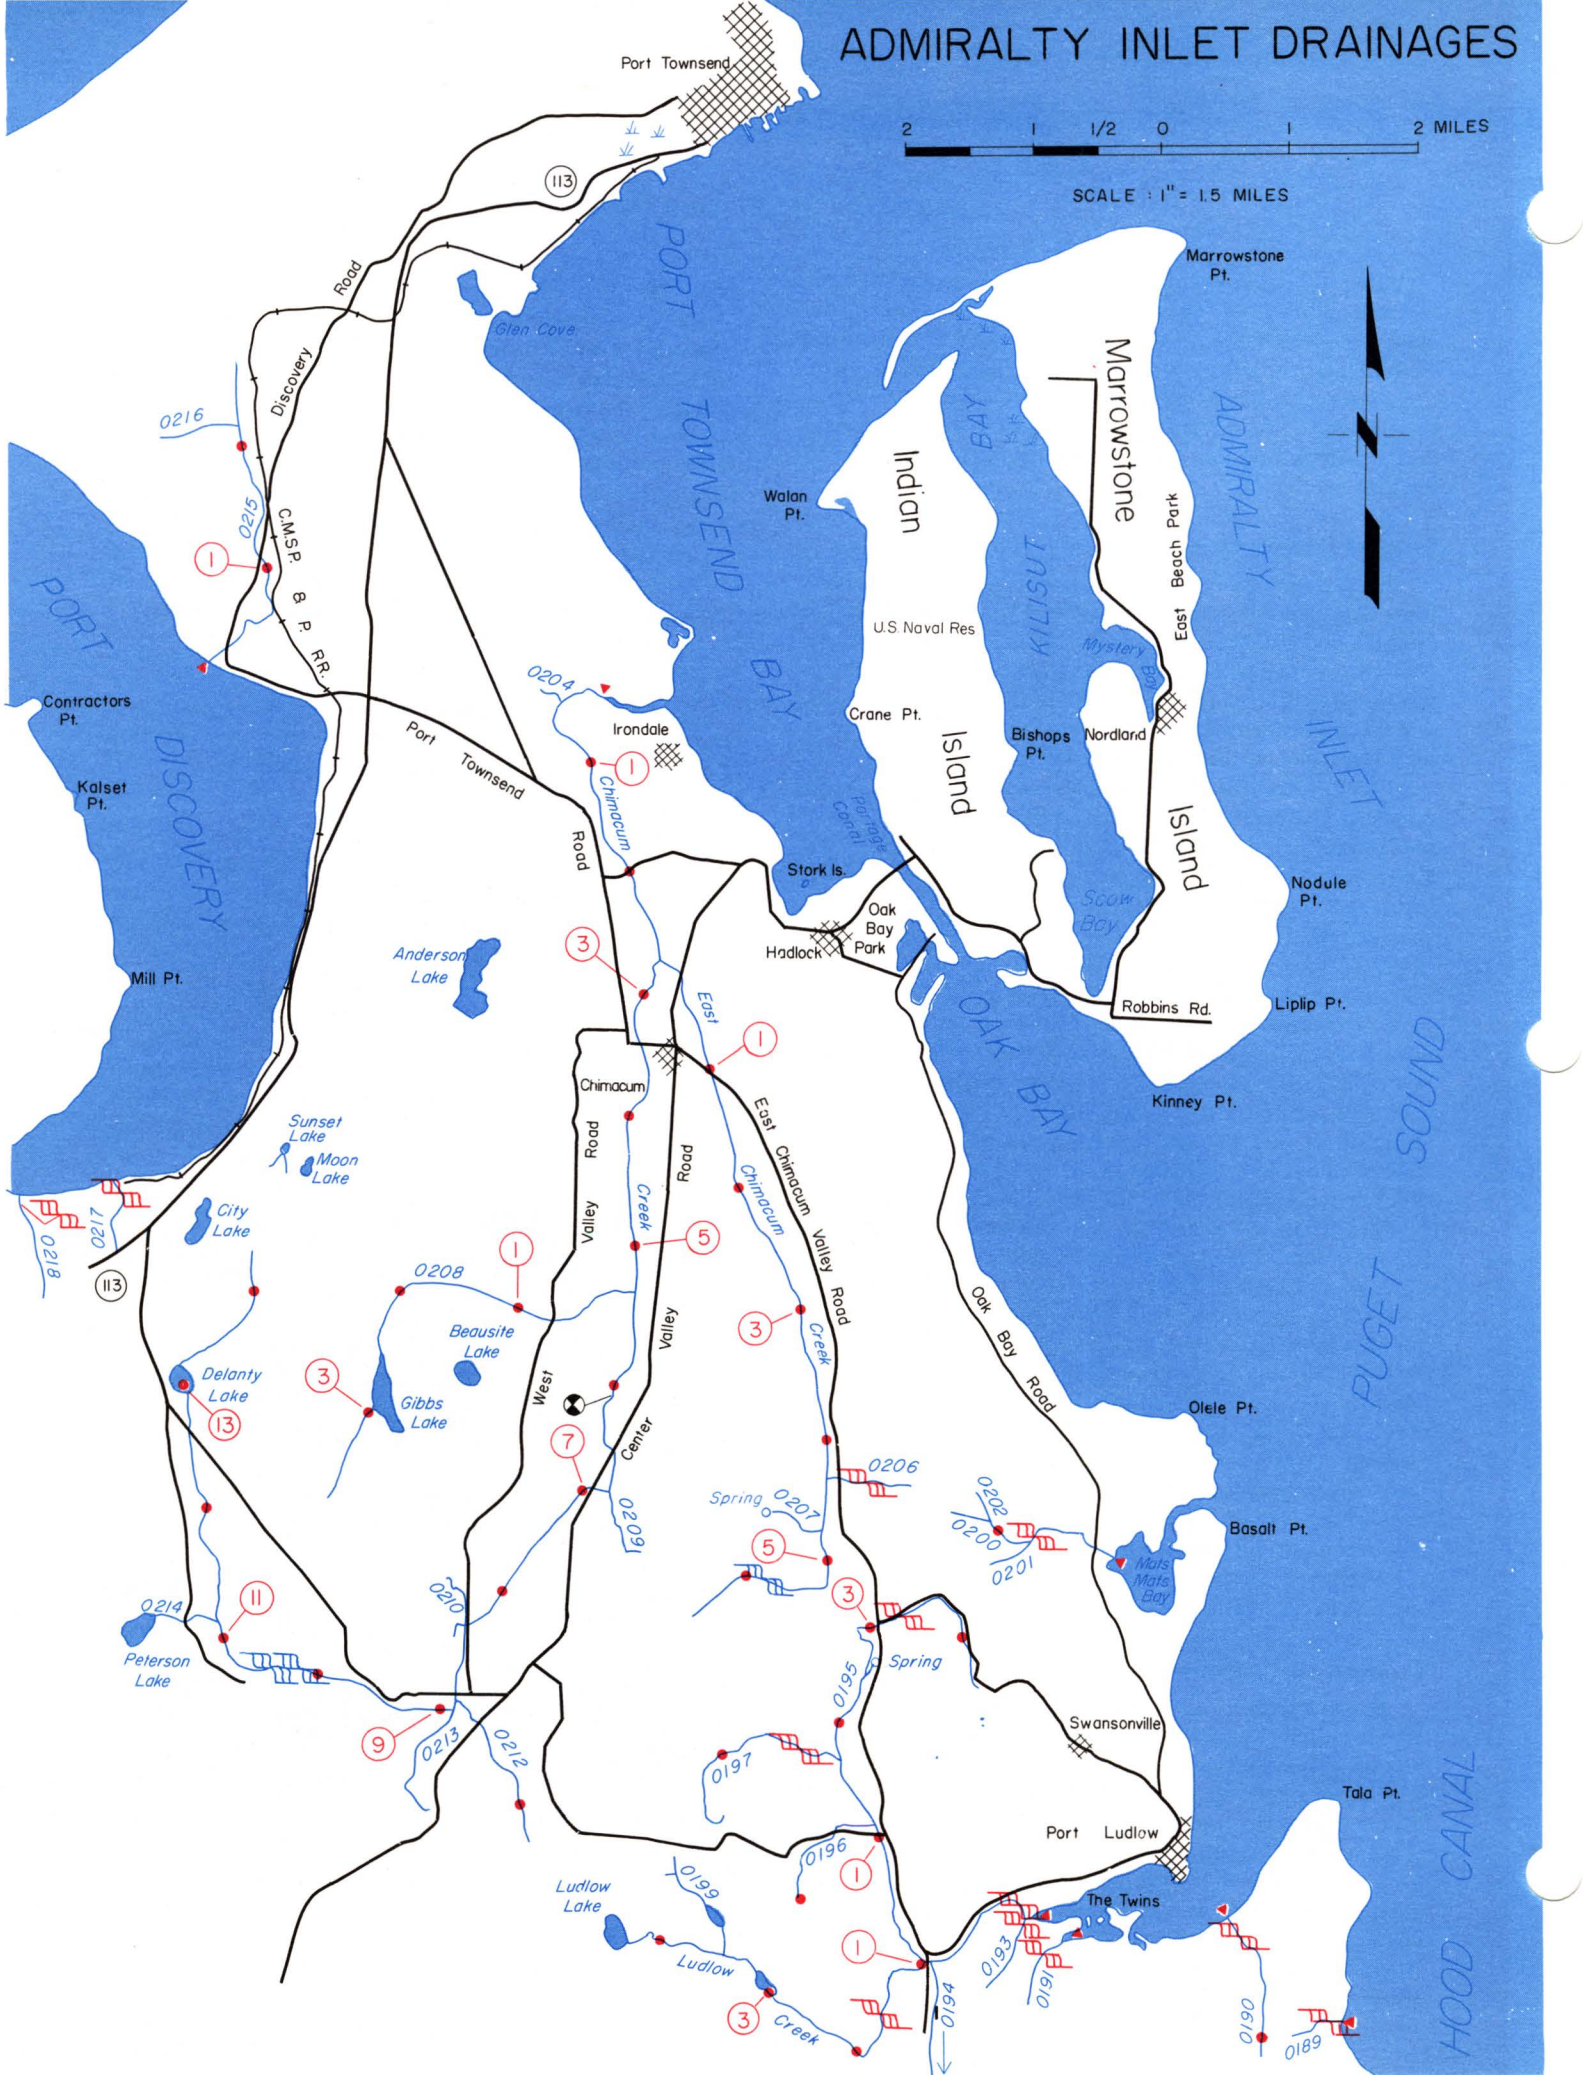 ADMIRALTY INLET DRAINAGES
2 1 1/2 0 1 2 MILES
SCALE : 1" = 1.5 MILES
Port Townsend
113
PORT
TOWNSEND
BAY
Marrowstone
Pt.
Discovery
Road
Glen Cove
0216
0215
1
C.M.S.P. & P. RR.
Marrowstone
Island
Indian
Island
KILISUT
BAY
ADMIRALTY
INLET
Walan
Pt.
East Beach Park
U.S. Naval Res
Mystery
Bay
PORT
DISCOVERY
Contractors
Pt.
Kalset
Pt.
Mill Pt.
Port
Townsend
Road
0204
Irondale
1
Chimacum
Crane Pt.
Bishops
Pt.
Nordland
Portage
Canal
Stork Is.
Oak
Bay
Park
Hadlock
Scow
Bay
Nodule
Pt.
Robbins Rd.
Liplip Pt.
Kinney Pt.
OAK
BAY
PUGET
SOUND
Anderson
Lake
3
East
1
Chimacum
East Chimacum Valley Road
Sunset
Lake
Moon
Lake
City
Lake
0217
0218
113
Road
Valley
West
Road
Valley
Center
Creek
Chimacum
Creek
5
1
0208
3
Beausite
Lake
Gibbs
Lake
3
Delanty
Lake
13
7
0209
Oak
Bay
Road
Olele Pt.
Basalt Pt.
0206
Spring
0207
5
0202
0200
0201
Mats
Mats
Bay
3
0210
11
0214
Peterson
Lake
Spring
0195
9
0213
0212
0197
Swansonville
Tala Pt.
Port Ludlow
0196
1
Ludlow
Lake
0199
The Twins
1
Ludlow
0193
0191
0194
3
Creek
0190
0189
HOOD CANAL